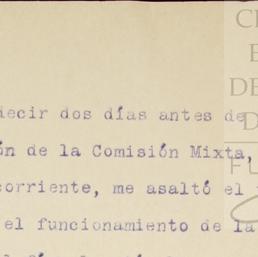 decir dos días antes de
ón de la Comisión Mixta,
corriente, me asaltó el
el funcionamiento de la